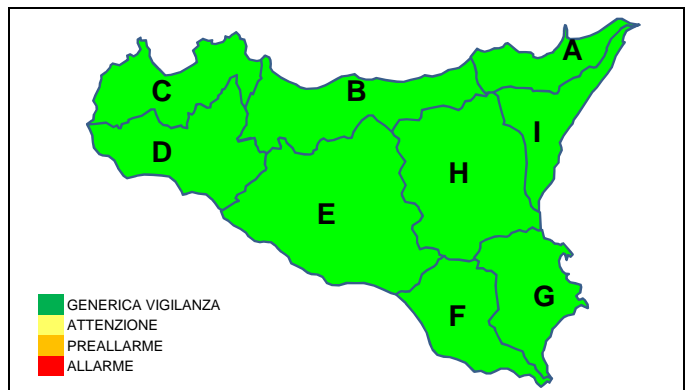 A
B
C
I
D
H
E
G
F
GENERICA VIGILANZA
ATTENZIONE
PREALLARME
ALLARME